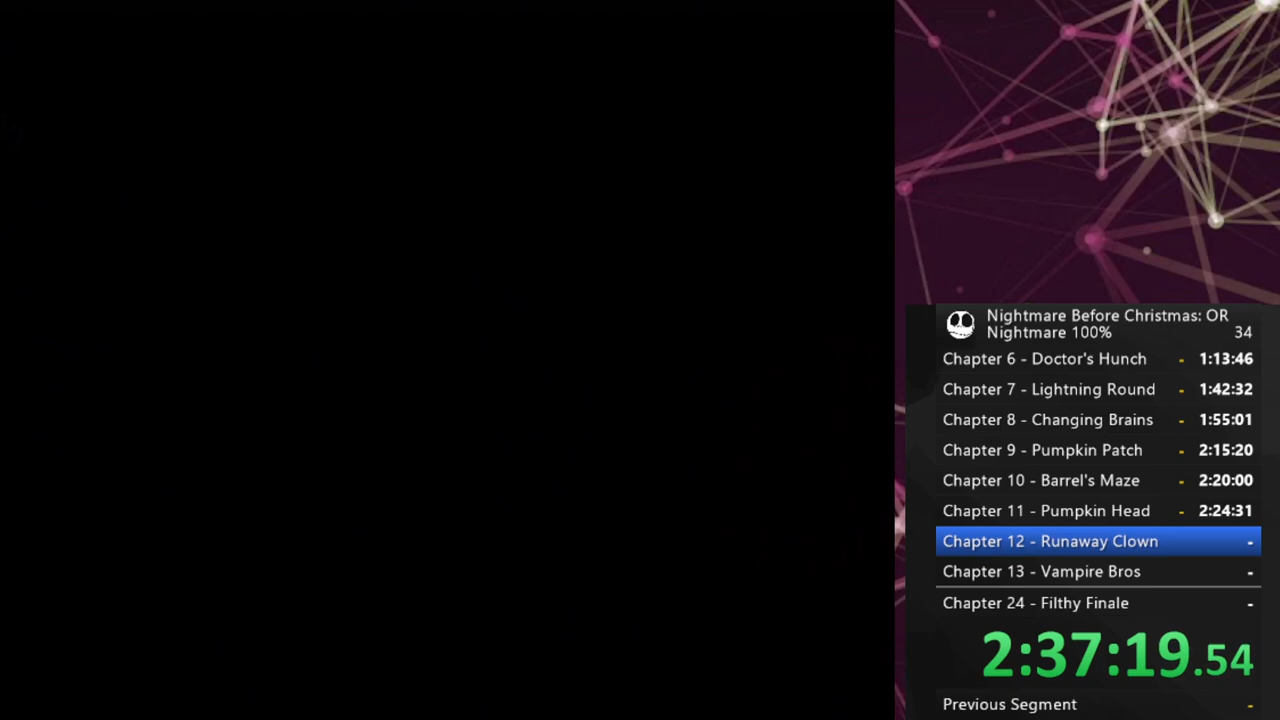 Nightmare Before Christmas: OR
Nightmare 100% 34
Chapter 6 - Doctor's Hunch - 1:13:46
Chapter 7 - Lightning Round - 1:42:32
Chapter 8 - Changing Brains - 1:55:01
Chapter 9 - Pumpkin Patch - 2:15:20
Chapter 10 - Barrel's Maze - 2:20:00
Chapter 11 - Pumpkin Head - 2:24:31
Chapter 12 - Runaway Clown -
Chapter 13 - Vampire Bros -
Chapter 24 - Filthy Finale -
2:37:19.54
Previous Segment -